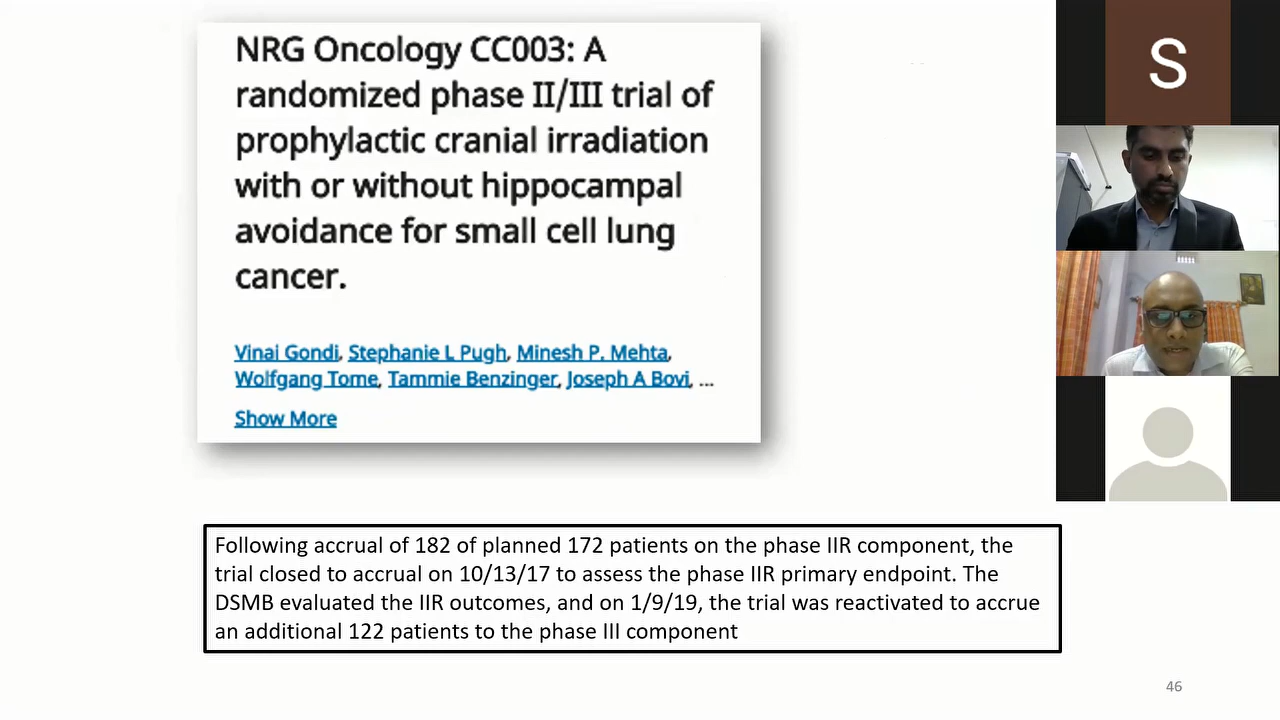 NRG Oncology CC003: A
randomized phase II/III trial of
prophylactic cranial irradiation
with or without hippocampal
avoidance for small cell lung
cancer.
Vinai Gondi, Stephanie L Pugh, Minesh P. Mehta,
Wolfgang Tome, Tammie Benzinger, Joseph A Bovi, ...
Show More
Following accrual of 182 of planned 172 patients on the phase IIR component, the
trial closed to accrual on 10/13/17 to assess the phase IIR primary endpoint. The
DSMB evaluated the IIR outcomes, and on 1/9/19, the trial was reactivated to accrue
an additional 122 patients to the phase III component
46
S